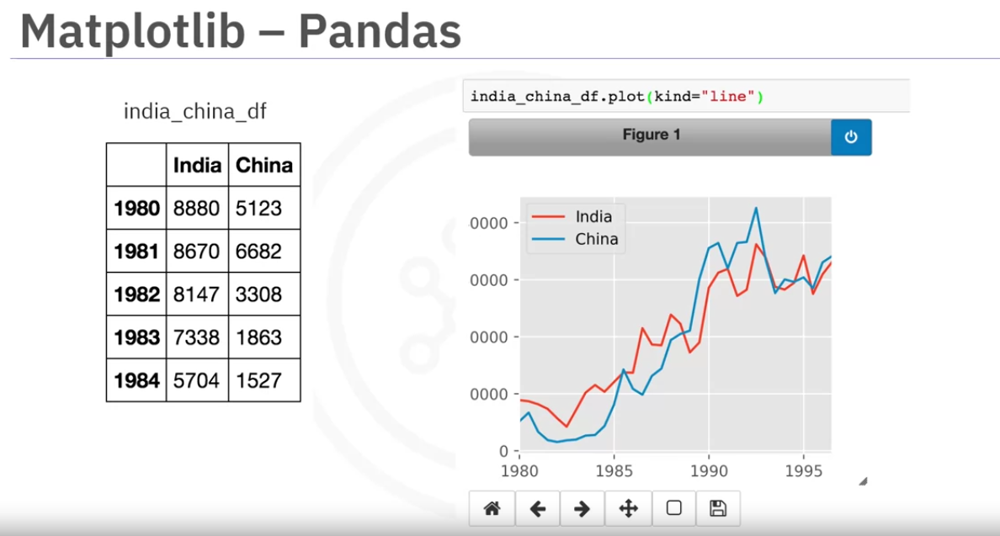 Matplotlib – Pandas
india_china_df
India China
1980 8880 5123
1981 8670 6682
1982 8147 3308
1983 7338 1863
1984 5704 1527
india_china_df.plot(kind="line")
Figure 1
India
China
0000
0000
0000
0000
0
1980 1985 1990 1995